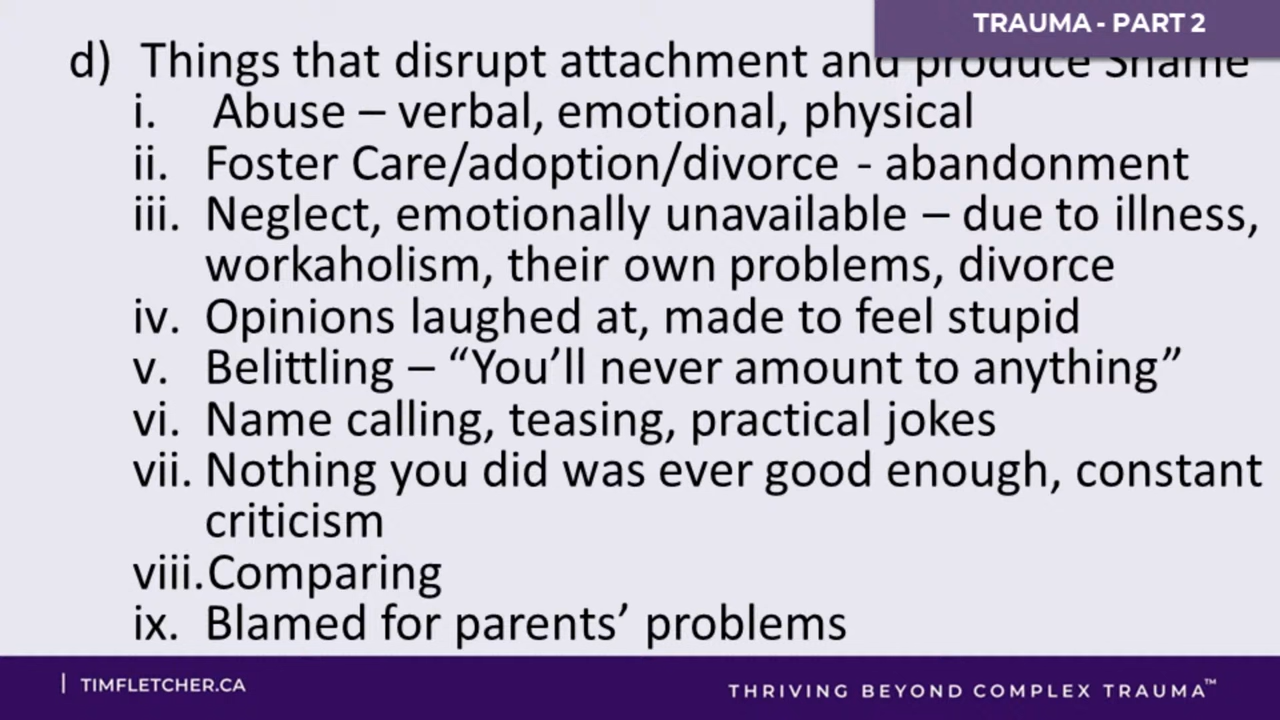 TRAUMA - PART 2
d) Things that disrupt attachment and produce Shame
i. Abuse – verbal, emotional, physical
ii. Foster Care/adoption/divorce - abandonment
iii. Neglect, emotionally unavailable – due to illness,
workaholism, their own problems, divorce
iv. Opinions laughed at, made to feel stupid
v. Belittling – “You’ll never amount to anything”
vi. Name calling, teasing, practical jokes
vii. Nothing you did was ever good enough, constant
criticism
viii. Comparing
ix. Blamed for parents’ problems
| TIMFLETCHER.CA
THRIVING BEYOND COMPLEX TRAUMA™